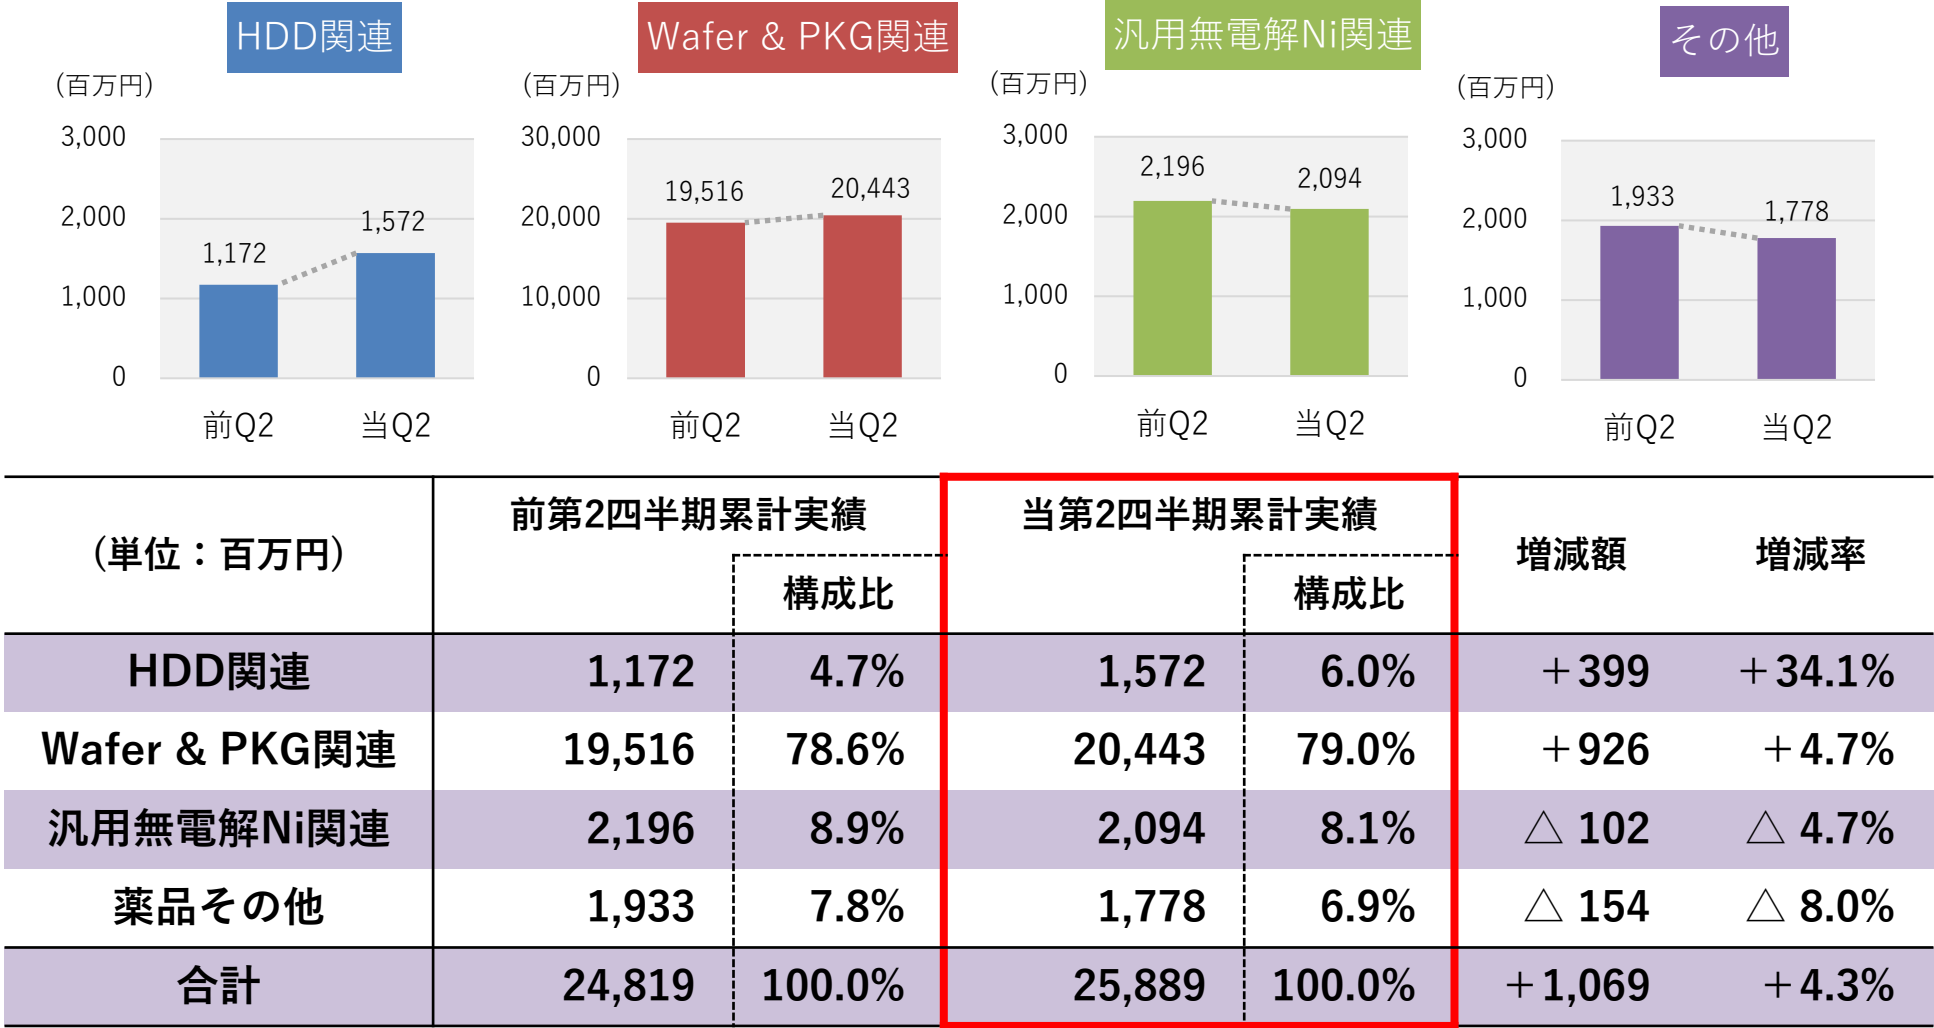 HDD関連
(百万円)
3,000
2,000
1,000
0
1,172
1,572
前Q2 当Q2
Wafer & PKG関連
(百万円)
30,000
20,000
10,000
0
19,516
20,443
前Q2 当Q2
汎用無電解Ni関連
(百万円)
3,000
2,000
1,000
0
2,196
2,094
前Q2 当Q2
その他
(百万円)
3,000
2,000
1,000
0
1,933
1,778
前Q2 当Q2
(単位：百万円) 前第2四半期累計実績 構成比 当第2四半期累計実績 構成比 増減額 増減率
HDD関連 1,172 4.7% 1,572 6.0% ＋399 ＋34.1%
Wafer & PKG関連 19,516 78.6% 20,443 79.0% ＋926 ＋4.7%
汎用無電解Ni関連 2,196 8.9% 2,094 8.1% △ 102 △ 4.7%
薬品その他 1,933 7.8% 1,778 6.9% △ 154 △ 8.0%
合計 24,819 100.0% 25,889 100.0% ＋1,069 ＋4.3%